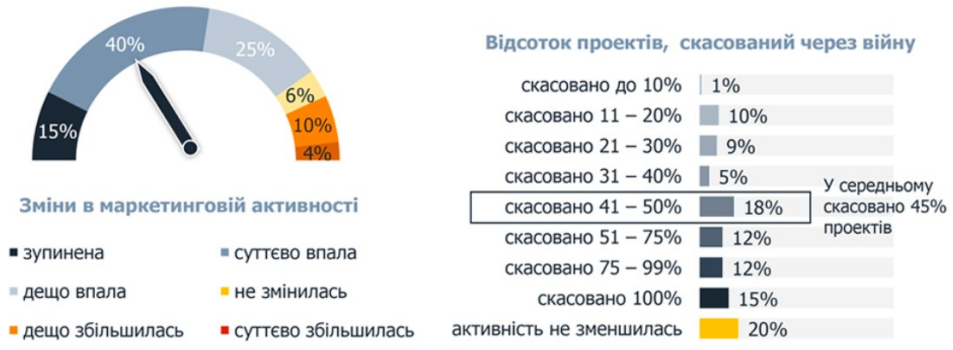 15%
40%
25%
6%
10%
4%
Зміни в маркетинговій активності
зупинена
суттєво впала
дещо впала
не змінилась
дещо збільшилась
суттєво збільшилась
Відсоток проектів, скасований через війну
скасовано до 10% 1%
скасовано 11 – 20% 10%
скасовано 21 – 30% 9%
скасовано 31 – 40% 5%
скасовано 41 – 50% 18%
скасовано 51 – 75% 12%
скасовано 75 – 99% 12%
скасовано 100% 15%
активність не зменшилась 20%
У середньому
скасовано 45%
проектів